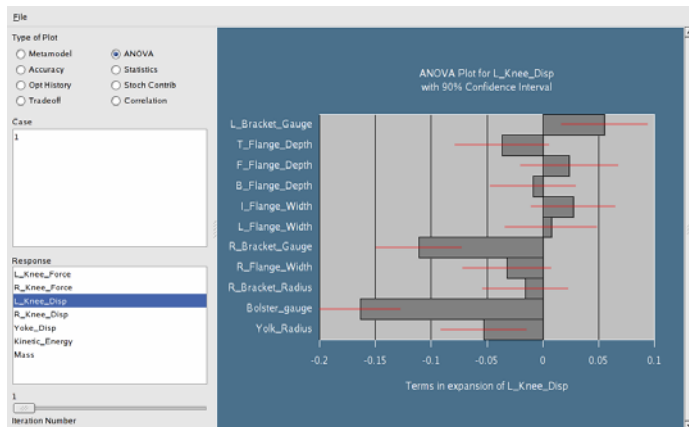 File
Type of Plot
Metamodel
ANOVA
Accuracy
Statistics
Opt History
Stoch Contrib
Tradeoff
Correlation
Case
1
Response
L_Knee_Force
R_Knee_Force
L_Knee_Disp
R_Knee_Disp
Yoke_Disp
Kinetic_Energy
Mass
1
Iteration Number
ANOVA Plot for L_Knee_Disp
with 90% Confidence Interval
L_Bracket_Gauge
T_Flange_Depth
F_Flange_Depth
B_Flange_Depth
I_Flange_Width
L_Flange_Width
R_Bracket_Gauge
R_Flange_Width
R_Bracket_Radius
Bolster_gauge
Yolk_Radius
-0.2 -0.15 -0.1 -0.05 0 0.05 0.1
Terms in expansion of L_Knee_Disp